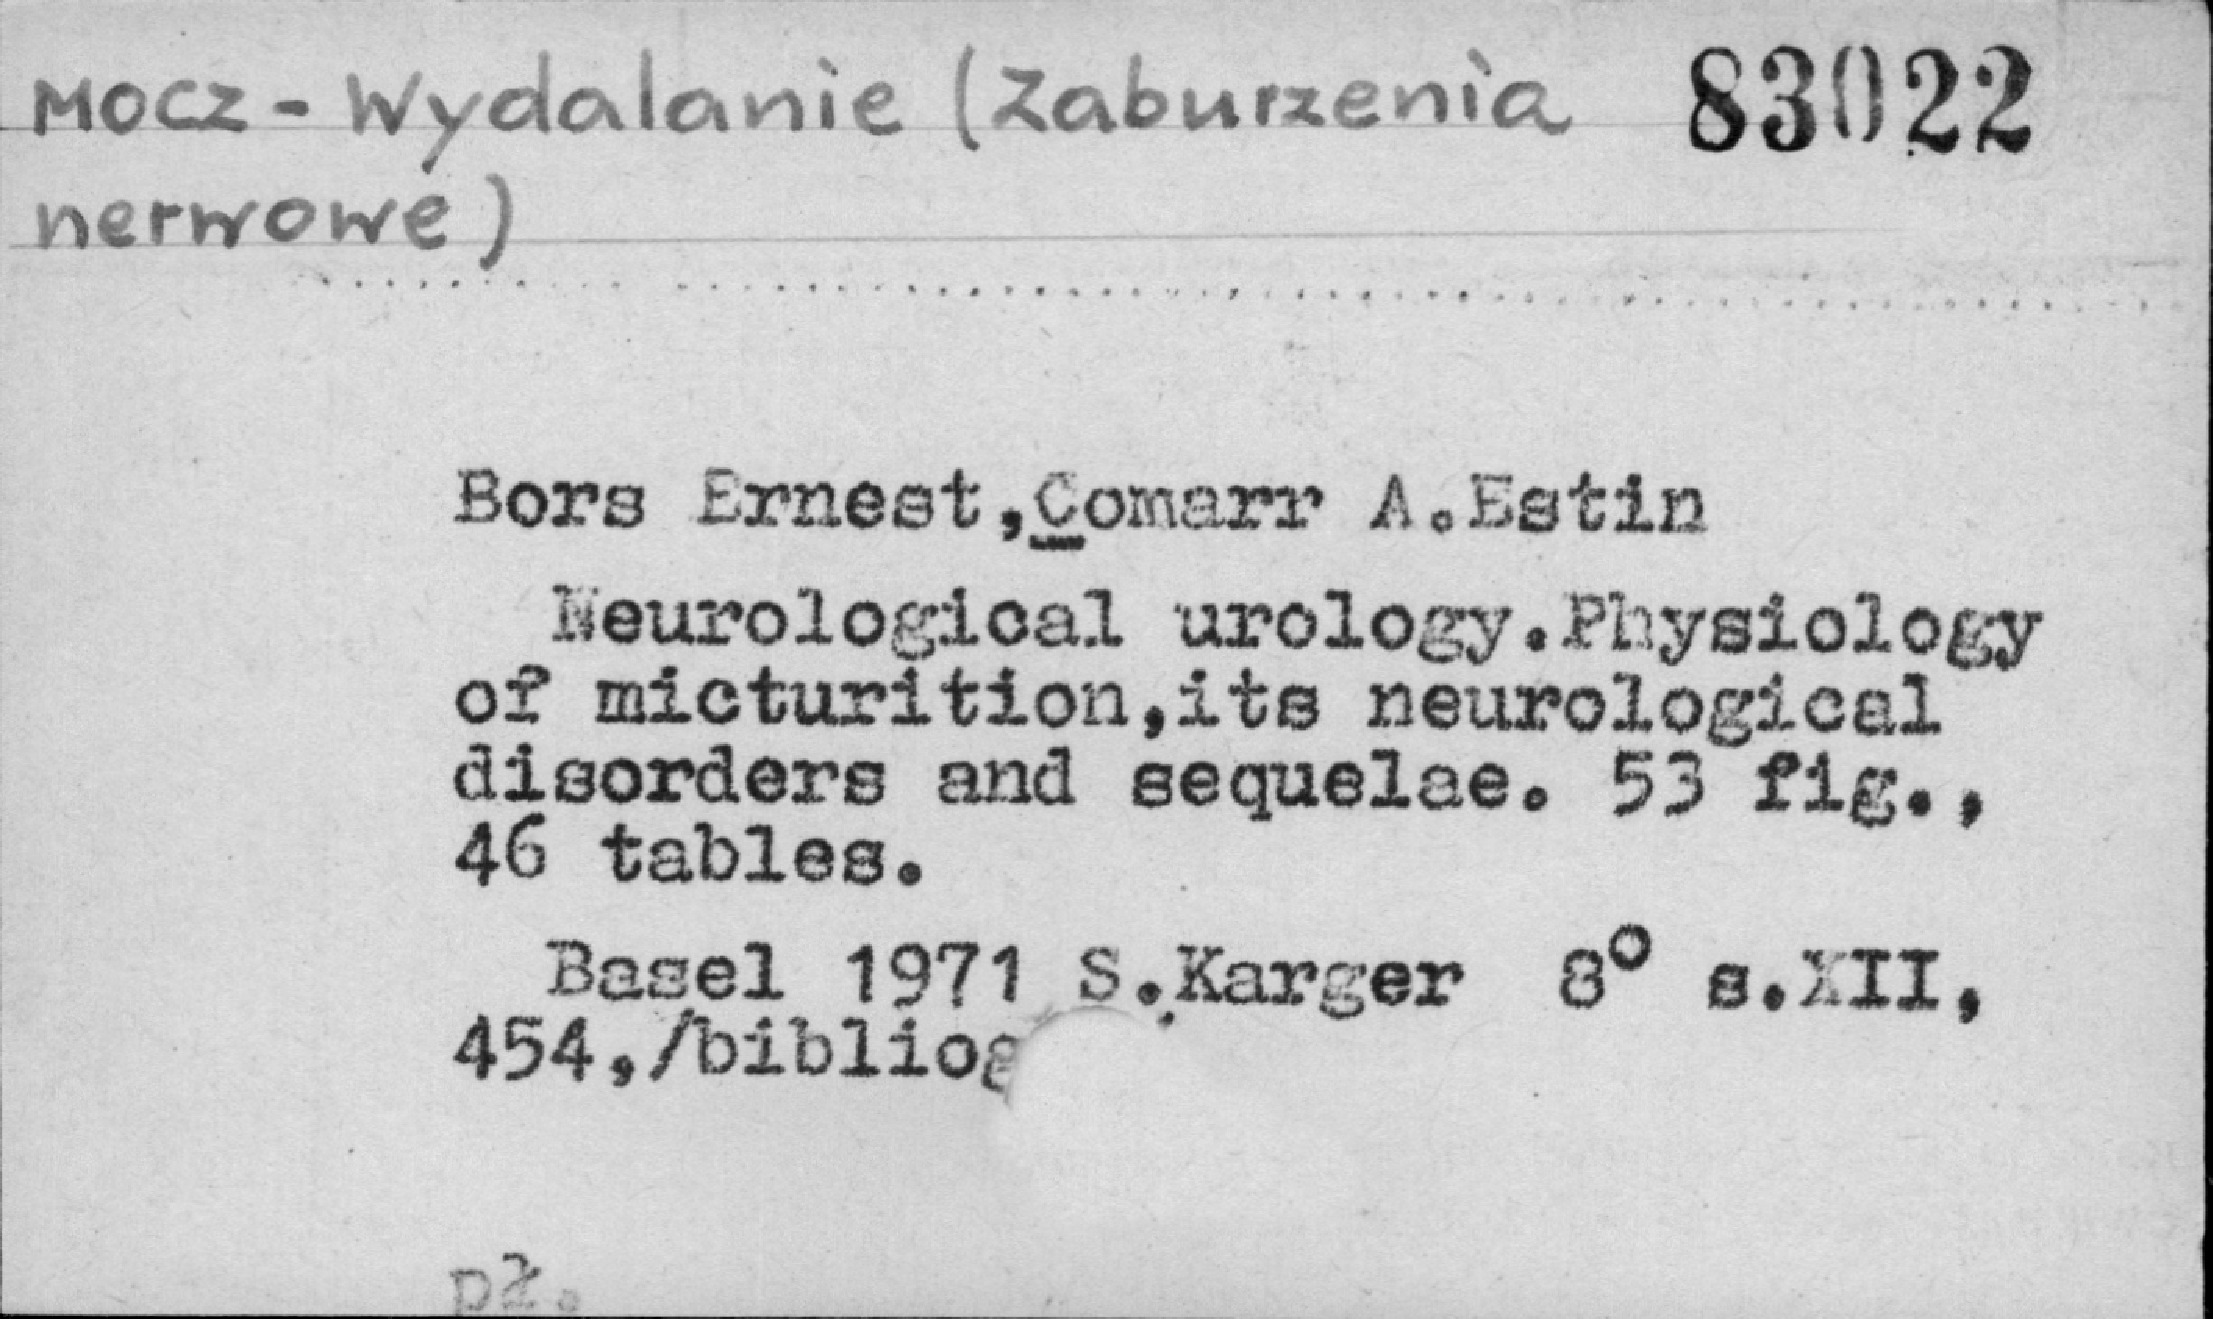 Mocz - Wydalanie (Zaburzenia 83022
nerwowe)
Bors Ernest,Comarr A.Estin
Neurological urology.Physiology
of micturition,its neurological
disorders and sequelae. 53 fig.,
46 tables.
Basel 1971 S.Karger 8° s.XII,
454,/bibliog
pł.